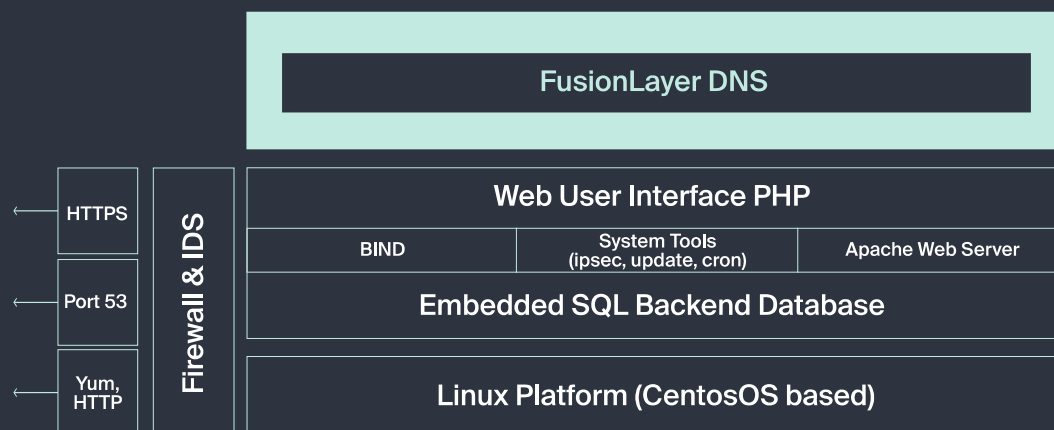 FusionLayer DNS
HTTPS
Port 53
Yum,
HTTP
Firewall & IDS
Web User Interface PHP
BIND
System Tools
(ipsec, update, cron)
Apache Web Server
Embedded SQL Backend Database
Linux Platform (CentosOS based)